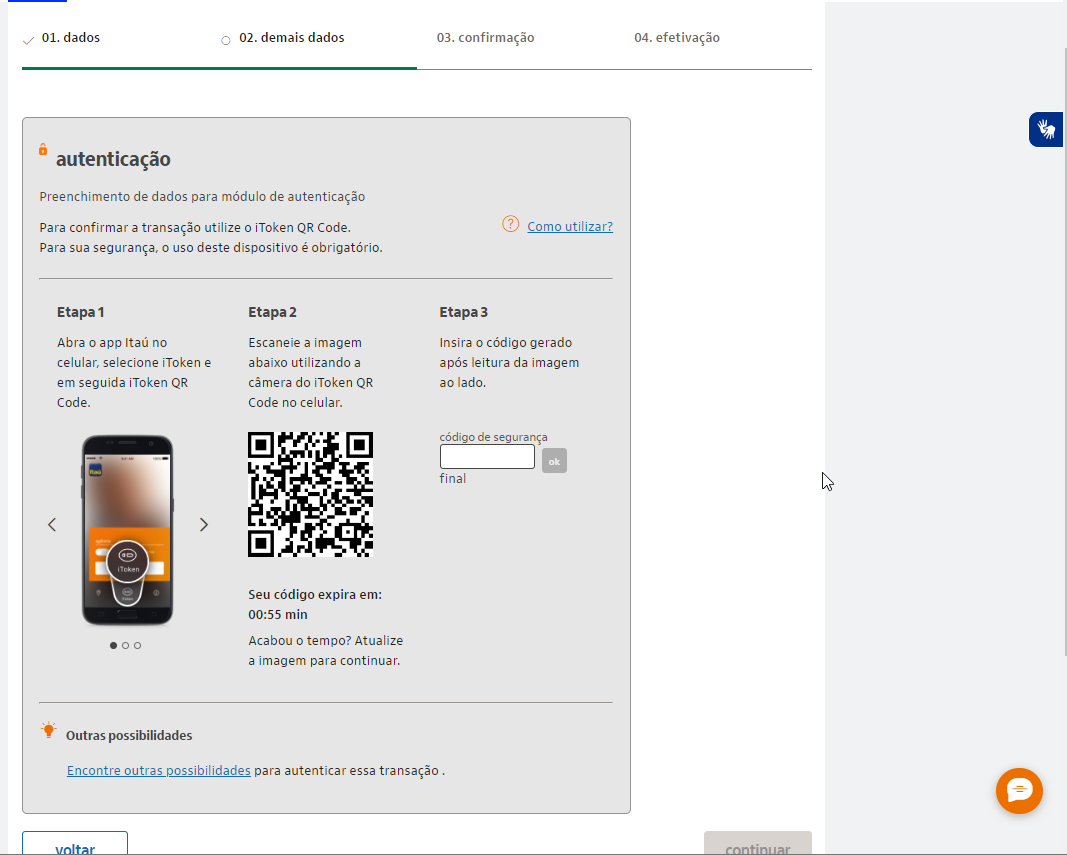 01. dados
02. demais dados
03. confirmação
04. efetivação
autenticação
Preenchimento de dados para módulo de autenticação
Para confirmar a transação utilize o iToken QR Code.
Para sua segurança, o uso deste dispositivo é obrigatório.
? Como utilizar?
Etapa 1
Abra o app Itaú no
celular, selecione iToken e
em seguida iToken QR
Code.
Itaú
iToken
Etapa 2
Escaneie a imagem
abaixo utilizando a
câmera do iToken QR
Code no celular.
Seu código expira em:
00:55 min
Acabou o tempo? Atualize
a imagem para continuar.
Etapa 3
Insira o código gerado
após leitura da imagem
ao lado.
código de segurança
ok
final
Outras possibilidades
Encontre outras possibilidades para autenticar essa transação .
voltar
continuar